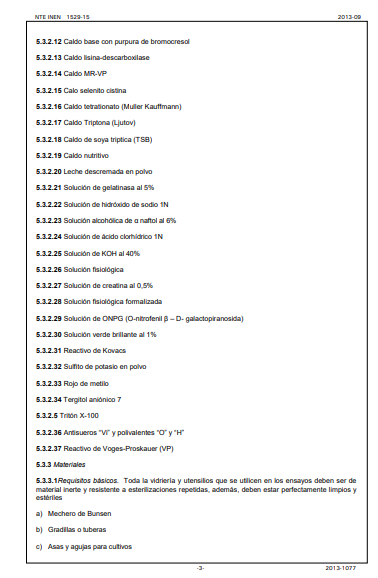 NTE INEN 1529-15 2013-09
5.3.2.12 Caldo base con purpura de bromocresol
5.3.2.13 Caldo lisina-descarboxilasa
5.3.2.14 Caldo MR-VP
5.3.2.15 Calo selenito cistina
5.3.2.16 Caldo tetrationato (Muller Kauffmann)
5.3.2.17 Caldo Triptona (Ljutov)
5.3.2.18 Caldo de soya triptica (TSB)
5.3.2.19 Caldo nutritivo
5.3.2.20 Leche descremada en polvo
5.3.2.21 Solución de gelatinasa al 5%
5.3.2.22 Solución de hidróxido de sodio 1N
5.3.2.23 Solución alcohólica de α naftol al 6%
5.3.2.24 Solución de ácido clorhídrico 1N
5.3.2.25 Solución de KOH al 40%
5.3.2.26 Solución fisiológica
5.3.2.27 Solución de creatina al 0,5%
5.3.2.28 Solución fisiológica formalizada
5.3.2.29 Solución de ONPG (O-nitrofenil β – D- galactopiranosida)
5.3.2.30 Solución verde brillante al 1%
5.3.2.31 Reactivo de Kovacs
5.3.2.32 Sulfito de potasio en polvo
5.3.2.33 Rojo de metilo
5.3.2.34 Tergitol aniónico 7
5.3.2.5 Tritón X-100
5.3.2.36 Antisueros "Vi" y polivalentes "O" y "H"
5.3.2.37 Reactivo de Voges-Proskauer (VP)
5.3.3 Materiales
5.3.3.1Requisitos básicos. Toda la vidriería y utensilios que se utilicen en los ensayos deben ser de
material inerte y resistente a esterilizaciones repetidas, además, deben estar perfectamente limpios y
estériles
a) Mechero de Bunsen
b) Gradillas o tuberas
c) Asas y agujas para cultivos
-3- 2013-1077